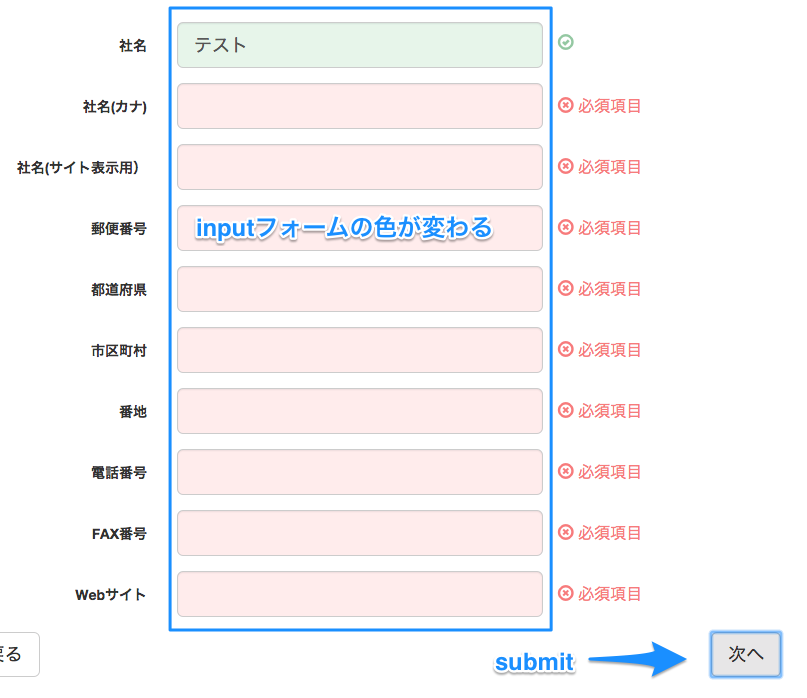 社名 テスト
社名(カナ) 必須項目
社名(サイト表示用) 必須項目
郵便番号 inputフォームの色が変わる 必須項目
都道府県 必須項目
市区町村 必須項目
番地 必須項目
電話番号 必須項目
FAX番号 必須項目
Webサイト 必須項目
戻る submit 次へ